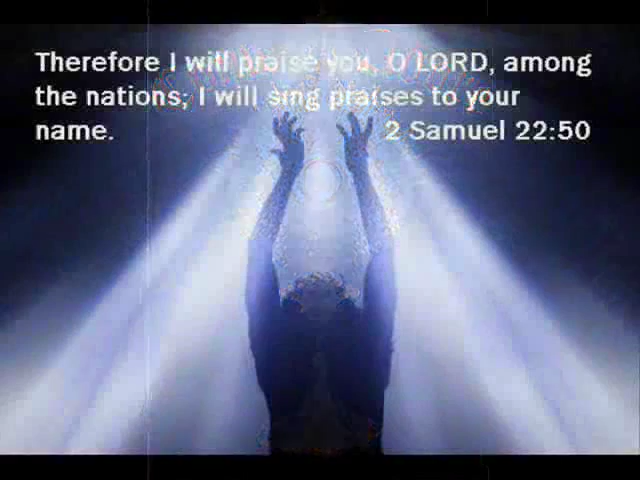 Therefore I will praise you, O LORD, among
the nations; I will sing praises to your
name. 2 Samuel 22:50